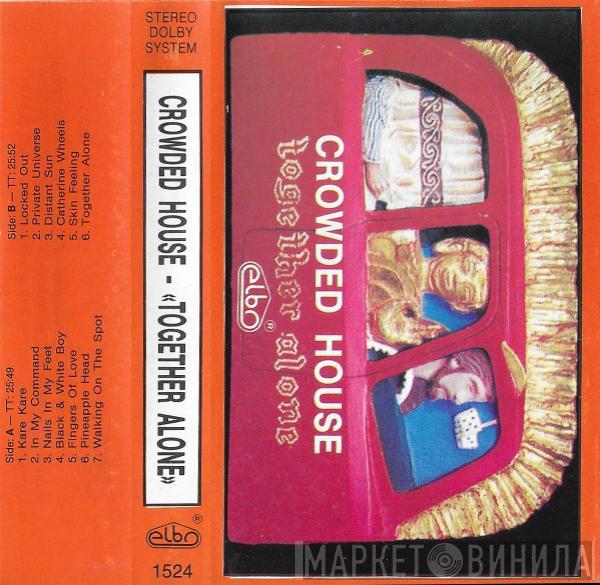 STEREO
DOLBY
SYSTEM
CROWDED HOUSE - «TOGETHER ALONE»
elbo ®
1524
Side: A — TT: 25:49
1. Kare Kare
2. In My Command
3. Nails In My Feet
4. Black & White Boy
5. Fingers Of Love
6. Pineapple Head
7. Walking On The Spot
Side: B — TT: 25:52
1. Locked Out
2. Private Universe
3. Distant Sun
4. Catherine Wheels
5. Skin Feeling
6. Together Alone
CROWDED HOUSE
together alone
elbo ®
МАРКЕТ ВИНИЛА